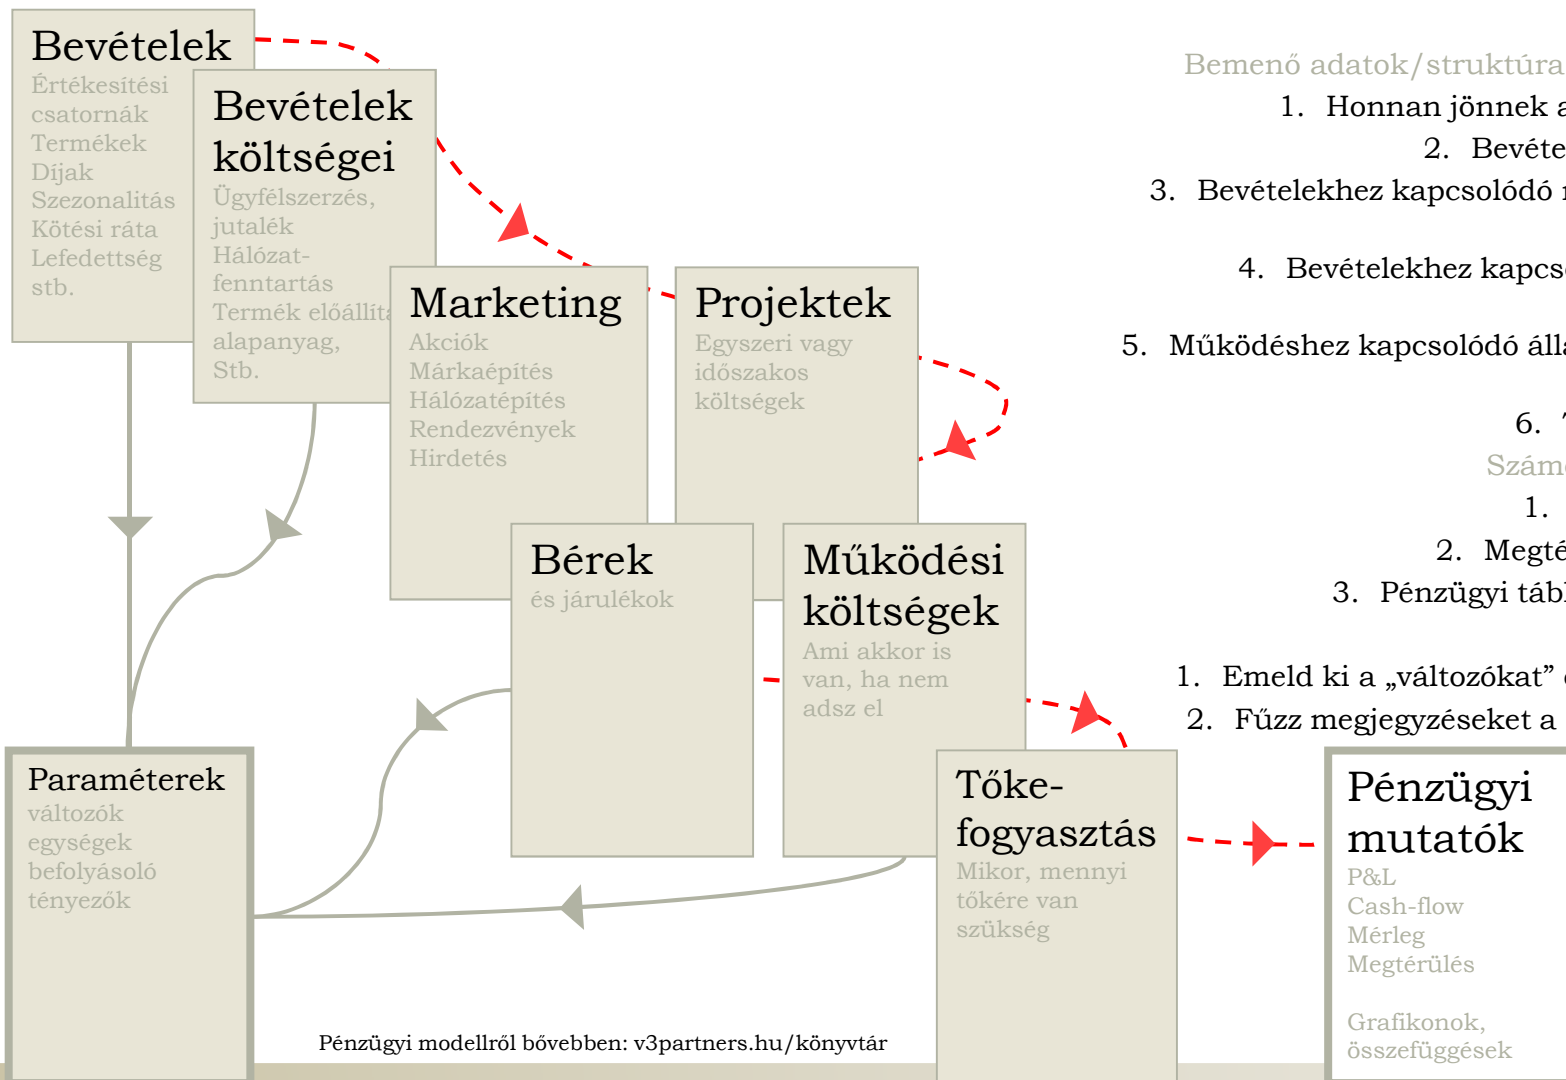 Bevételek
Értékesítési
csatornák
Termékek
Díjak
Szezonalitás
Kötési ráta
Lefedettség
stb.
Bevételek
költségei
Ügyfélszerzés,
jutalék
Hálózat-
fenntartás
Termék
alapanyag,
Stb.
Marketing
Akciók
Márkaépítés
Hálózatépítés
Rendezvények
Hirdetés
Projektek
Egyszeri vagy
időszakos
költségek
Bérek
és járulékok
Működési
költségek
Ami akkor is
van, ha nem
adsz el
Paraméterek
változók
egységek
befolyásoló
tényezők
Tőke-
fogyasztás
Mikor, mennyi
tőkére van
szükség
Pénzügyi
mutatók
P&L
Cash-flow
Mérleg
Megtérülés
Grafikonok,
összefüggések
Bemenő adatok/struktúra
1. Honnan jönnek
2.
3. Bevételekhez kapcsolódó
4. Bevételekhez
5. Működéshez kapcsolódó
6.
1.
2.
3. Pénzügyi
1. Emeld ki a „változókat”
2. Fűzz megjegyzéseket a
Pénzügyi modellről bővebben: v3partners.hu/könyvtár